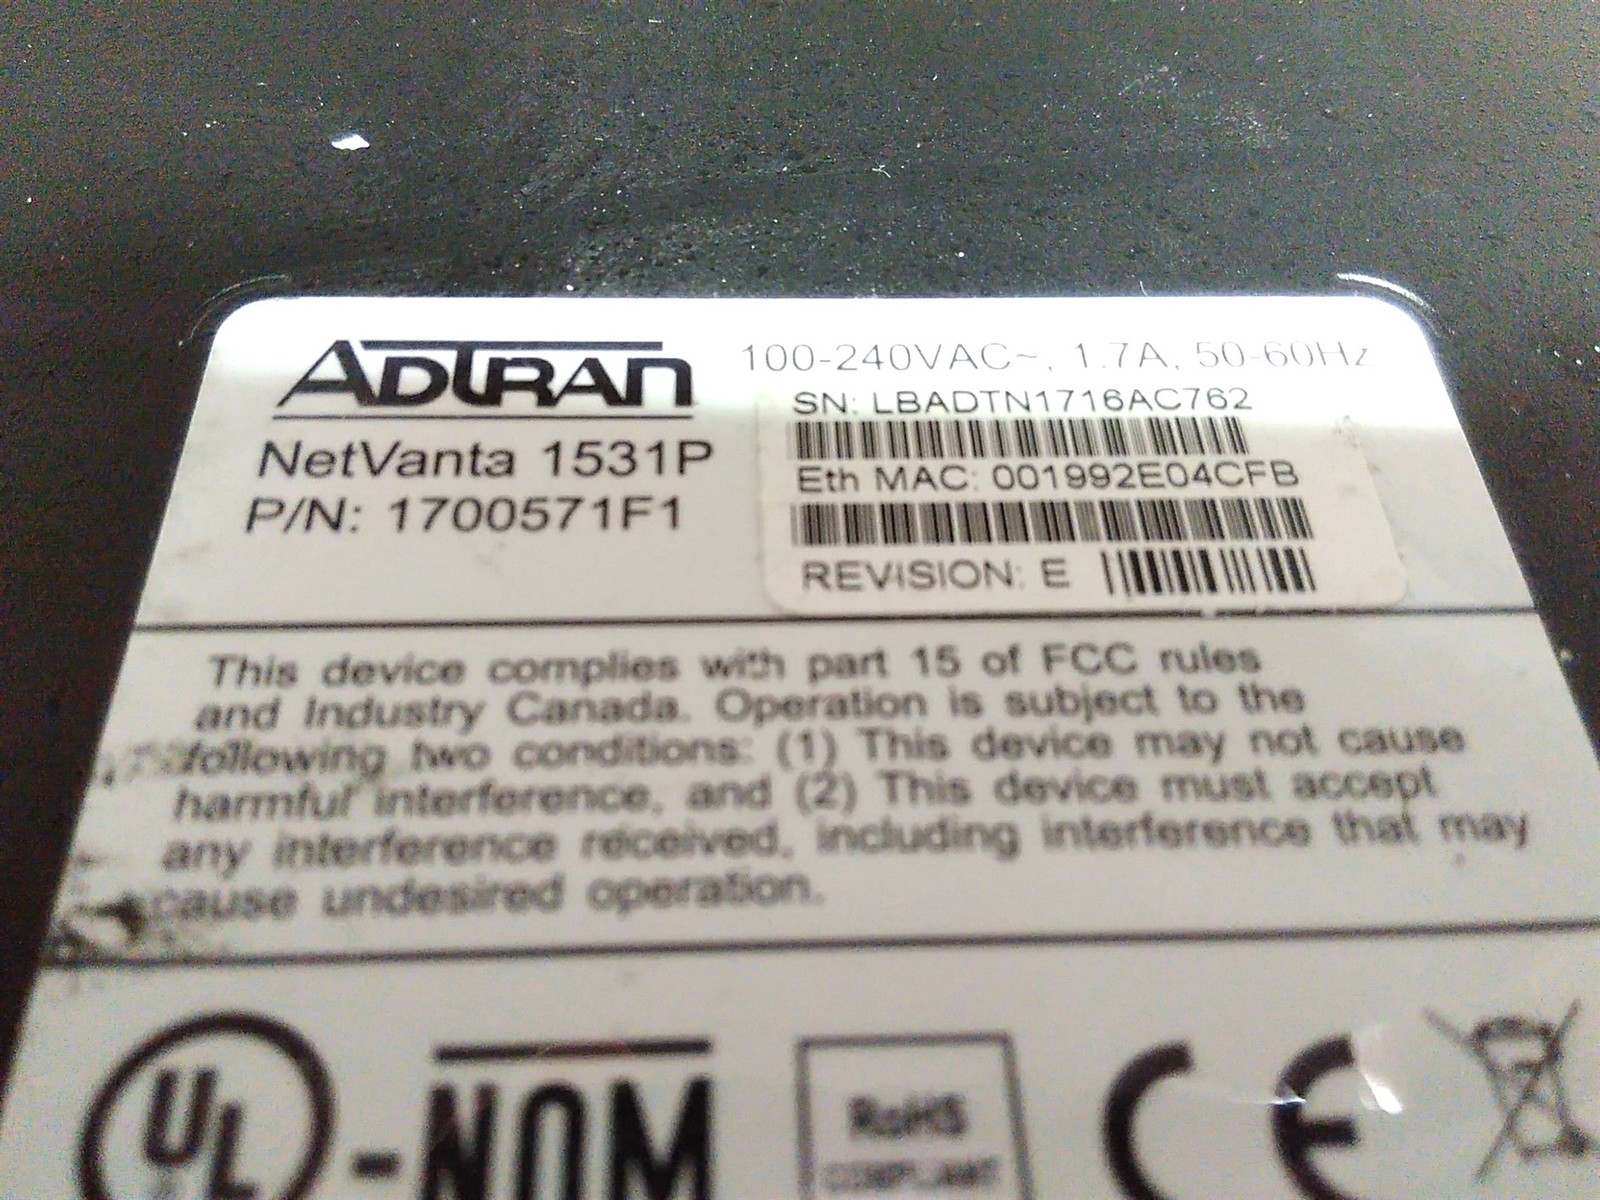 ADTRAN
NetVanta 1531P
P/N: 1700571F1
100-240VAC~, 1.7A, 50-60Hz
SN: LBADTN1716AC762
Eth MAC: 001992E04CFB
REVISION: E
This device complies with part 15 of FCC rules
and Industry Canada. Operation is subject to the
following two conditions: (1) This device may not cause
harmful interference, and (2) This device must accept
any interference received, including interference that may
cause undesired operation.
UL
-NOM
RoHS
COMPLIANT
CE